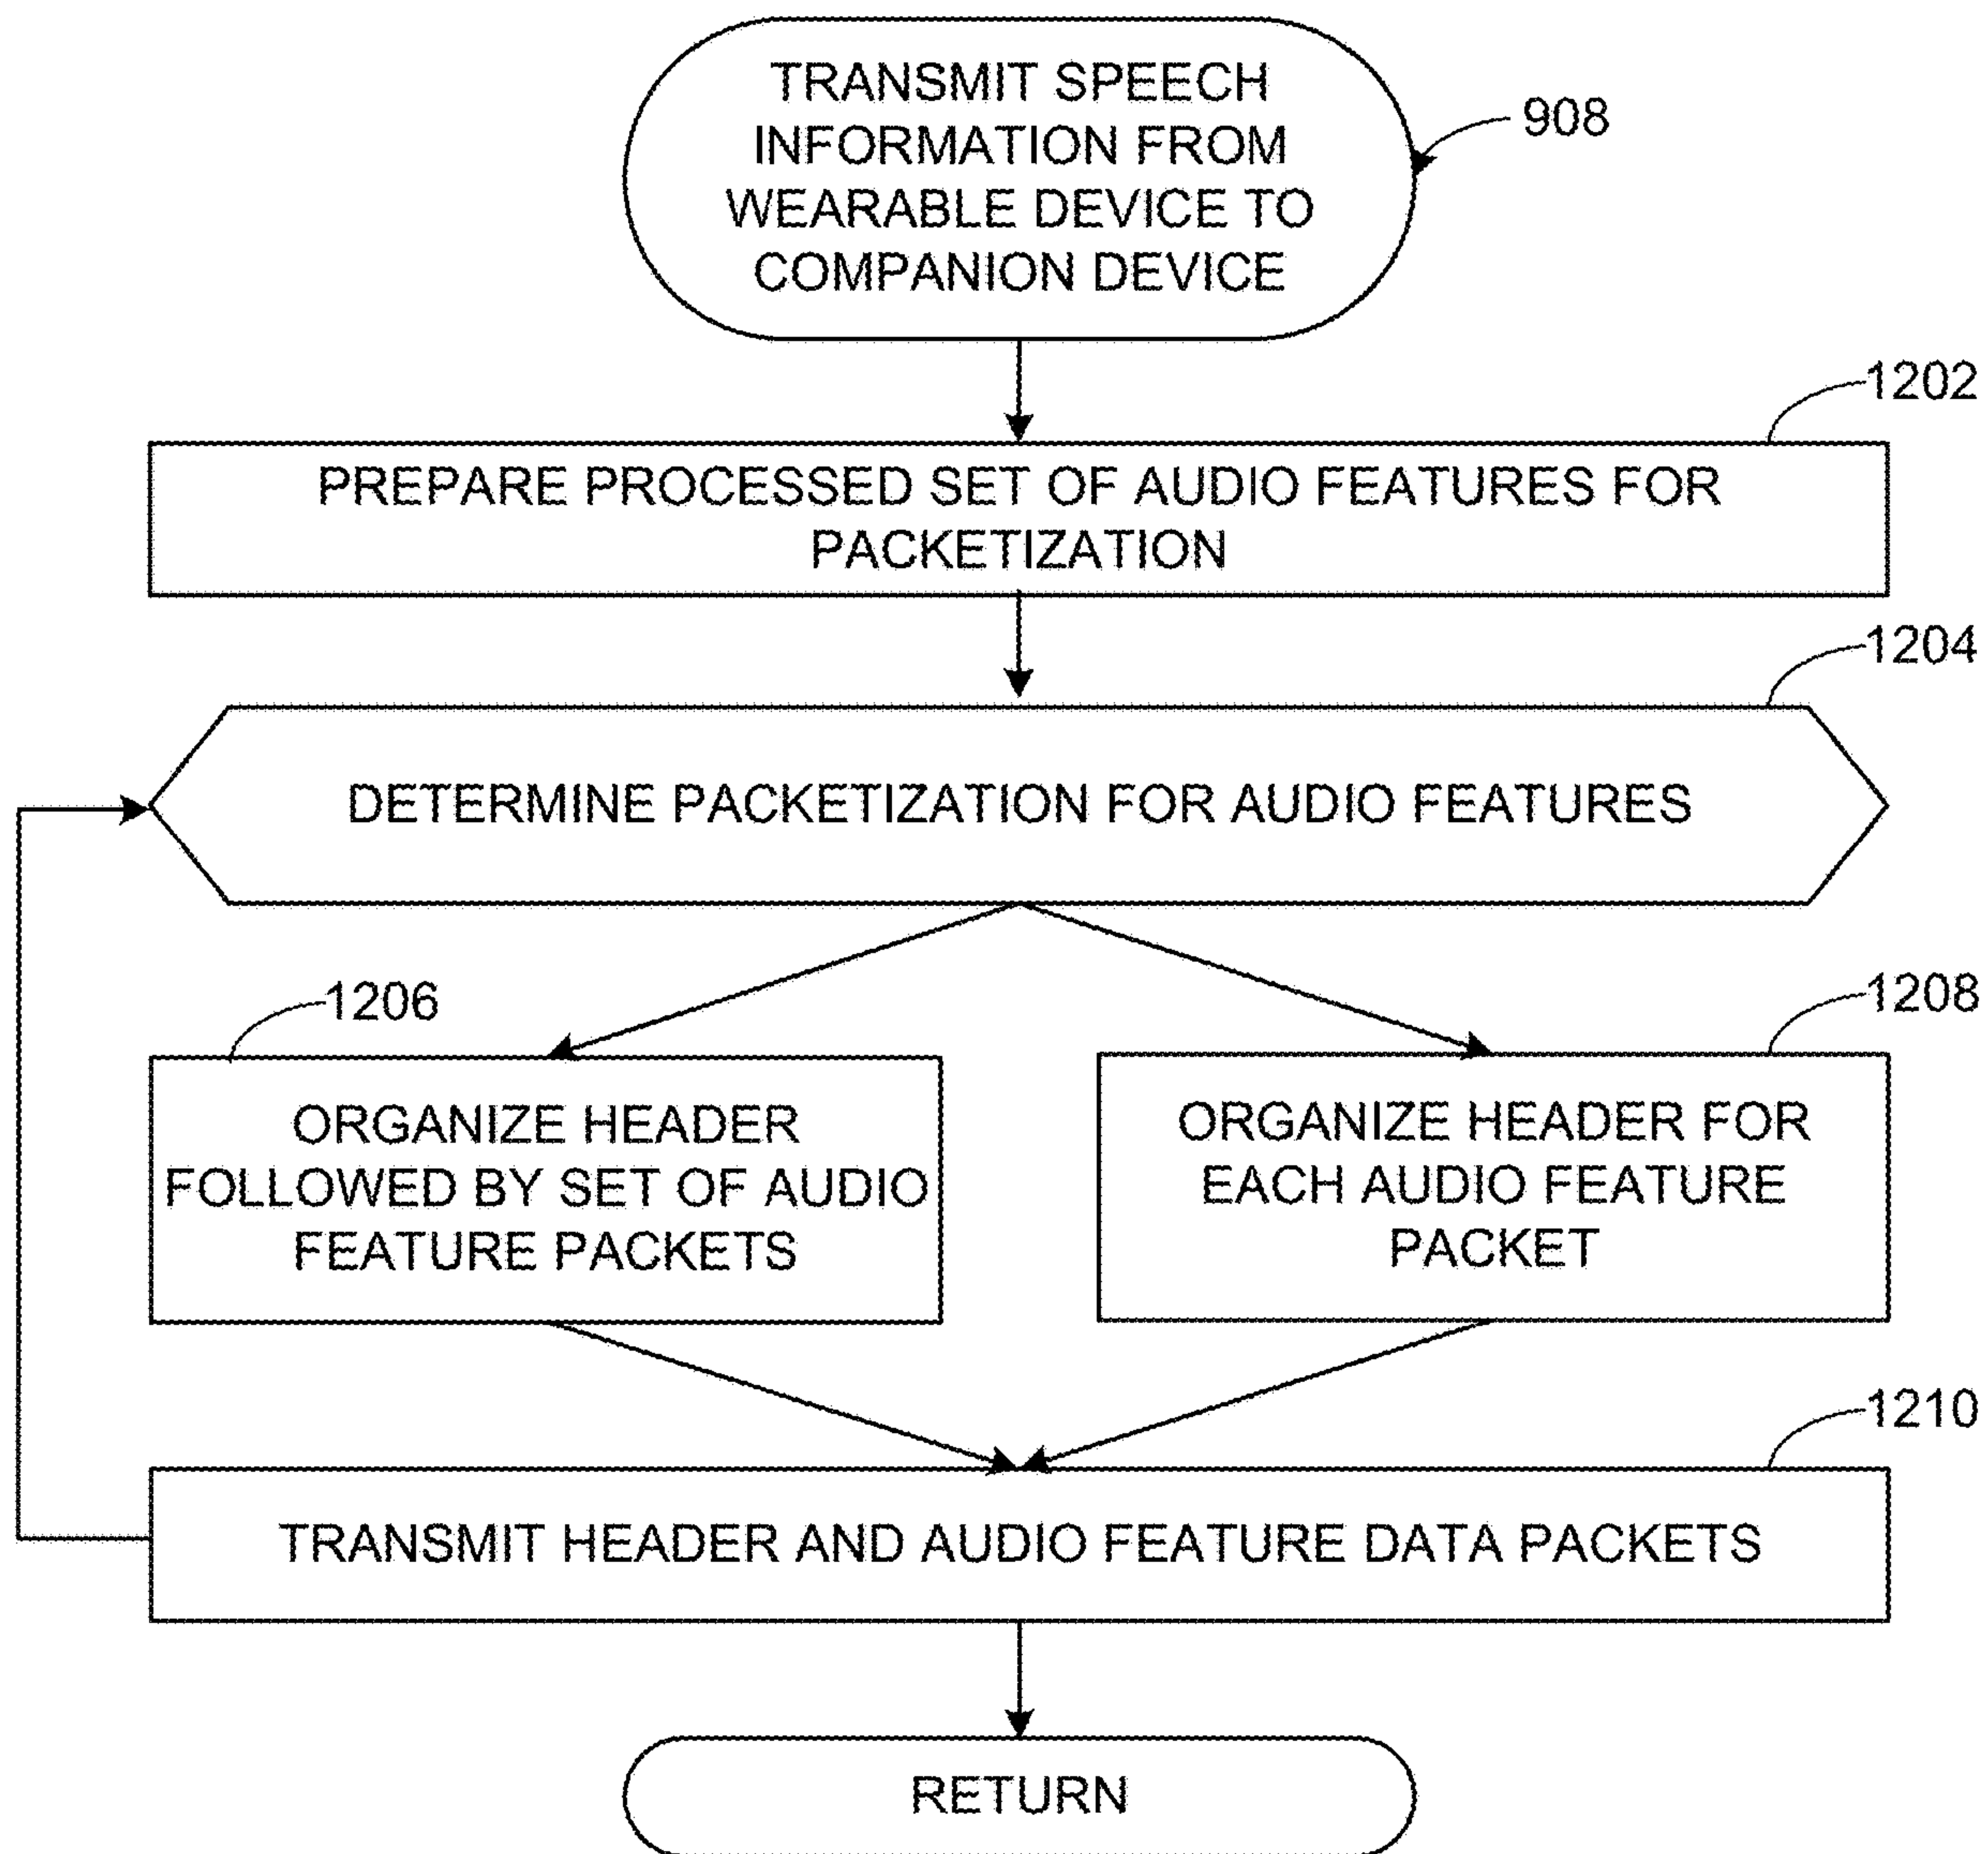 TRANSMIT SPEECH
INFORMATION FROM
WEARABLE DEVICE TO
COMPANION DEVICE
908
1202
PREPARE PROCESSED SET OF AUDIO FEATURES FOR
PACKETIZATION
1204
DETERMINE PACKETIZATION FOR AUDIO FEATURES
1206
ORGANIZE HEADER
FOLLOWED BY SET OF AUDIO
FEATURE PACKETS
1208
ORGANIZE HEADER FOR
EACH AUDIO FEATURE
PACKET
1210
TRANSMIT HEADER AND AUDIO FEATURE DATA PACKETS
RETURN